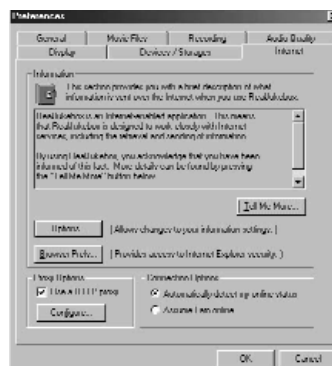 Preferences
General Movie Files Recording Audio Quality
Display Devices / Storages Internet
Information
This section provides you with a brief description of what
information is sent over the Internet when you use RealJukebox.
RealJukebox is an Internet-enabled application. This means
that RealJukebox is designed to work closely with Internet
services, including the retrieval and sending of information.
By using RealJukebox, you acknowledge that you have been
informed of this fact. More details can be found by pressing
the "Tell Me More" button below.
Tell Me More...
Options ( Allows changes to your information settings. )
Browser Prefs... ( Provides access to Internet Explorer security. )
Proxy Options
Use a HTTP proxy
Configure...
Connection Options
Automatically detect my online status
Assume I am online
OK Cancel